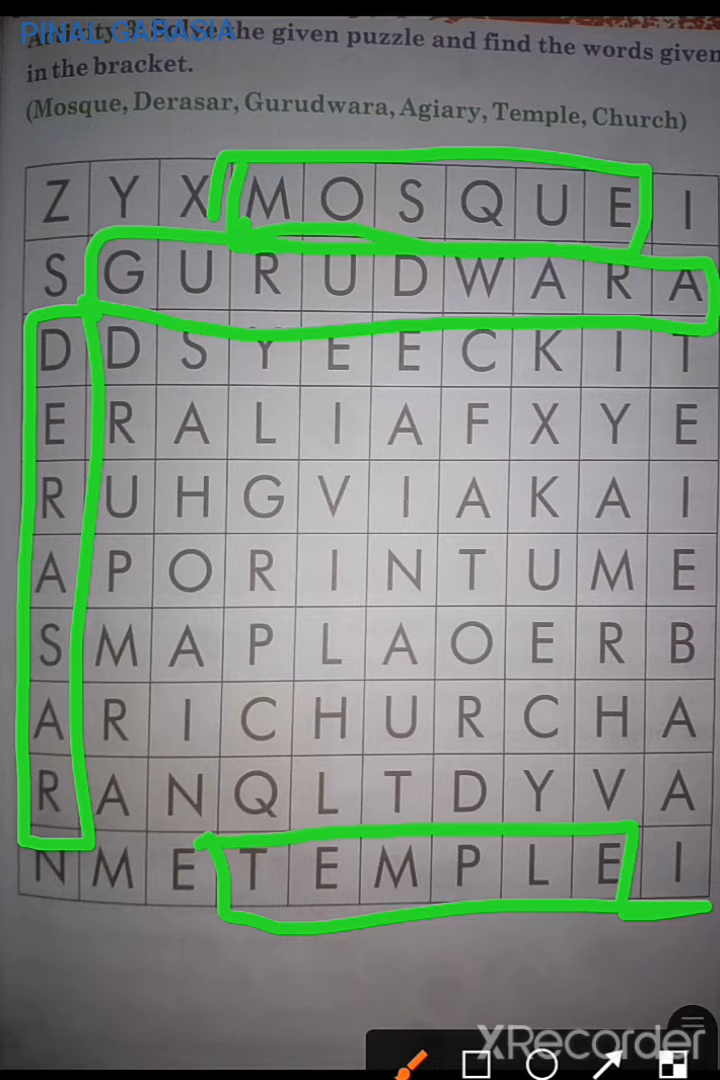 PINAL GARASIA
Activity 3: Solve the given puzzle and find the words given
in the bracket.
(Mosque, Derasar, Gurudwara, Agiary, Temple, Church)
Z Y X M O S Q U E I
S G U R U D W A R A
D D S Y E E C K I T
E R A L I A F X Y E
R U H G V I A K A I
A P O R I N T U M E
S M A P L A O E R B
A R I C H U R C H A
R A N Q L T D Y V A
N M E T E M P L E I
XRecorder